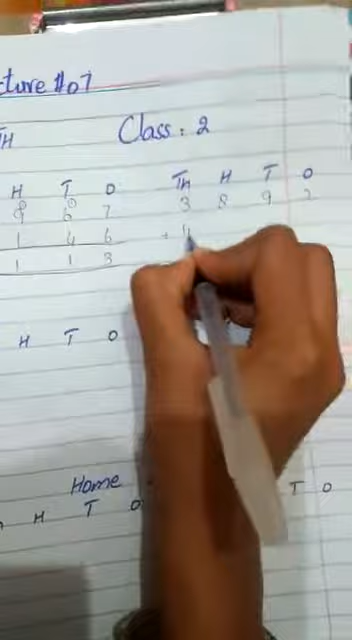 cture #07
TH Class: 2
H T O Th H T O
9 6 7 3 8 9 2
1 4 6 + 4
1 1 3
H T O
Home
H T O T O